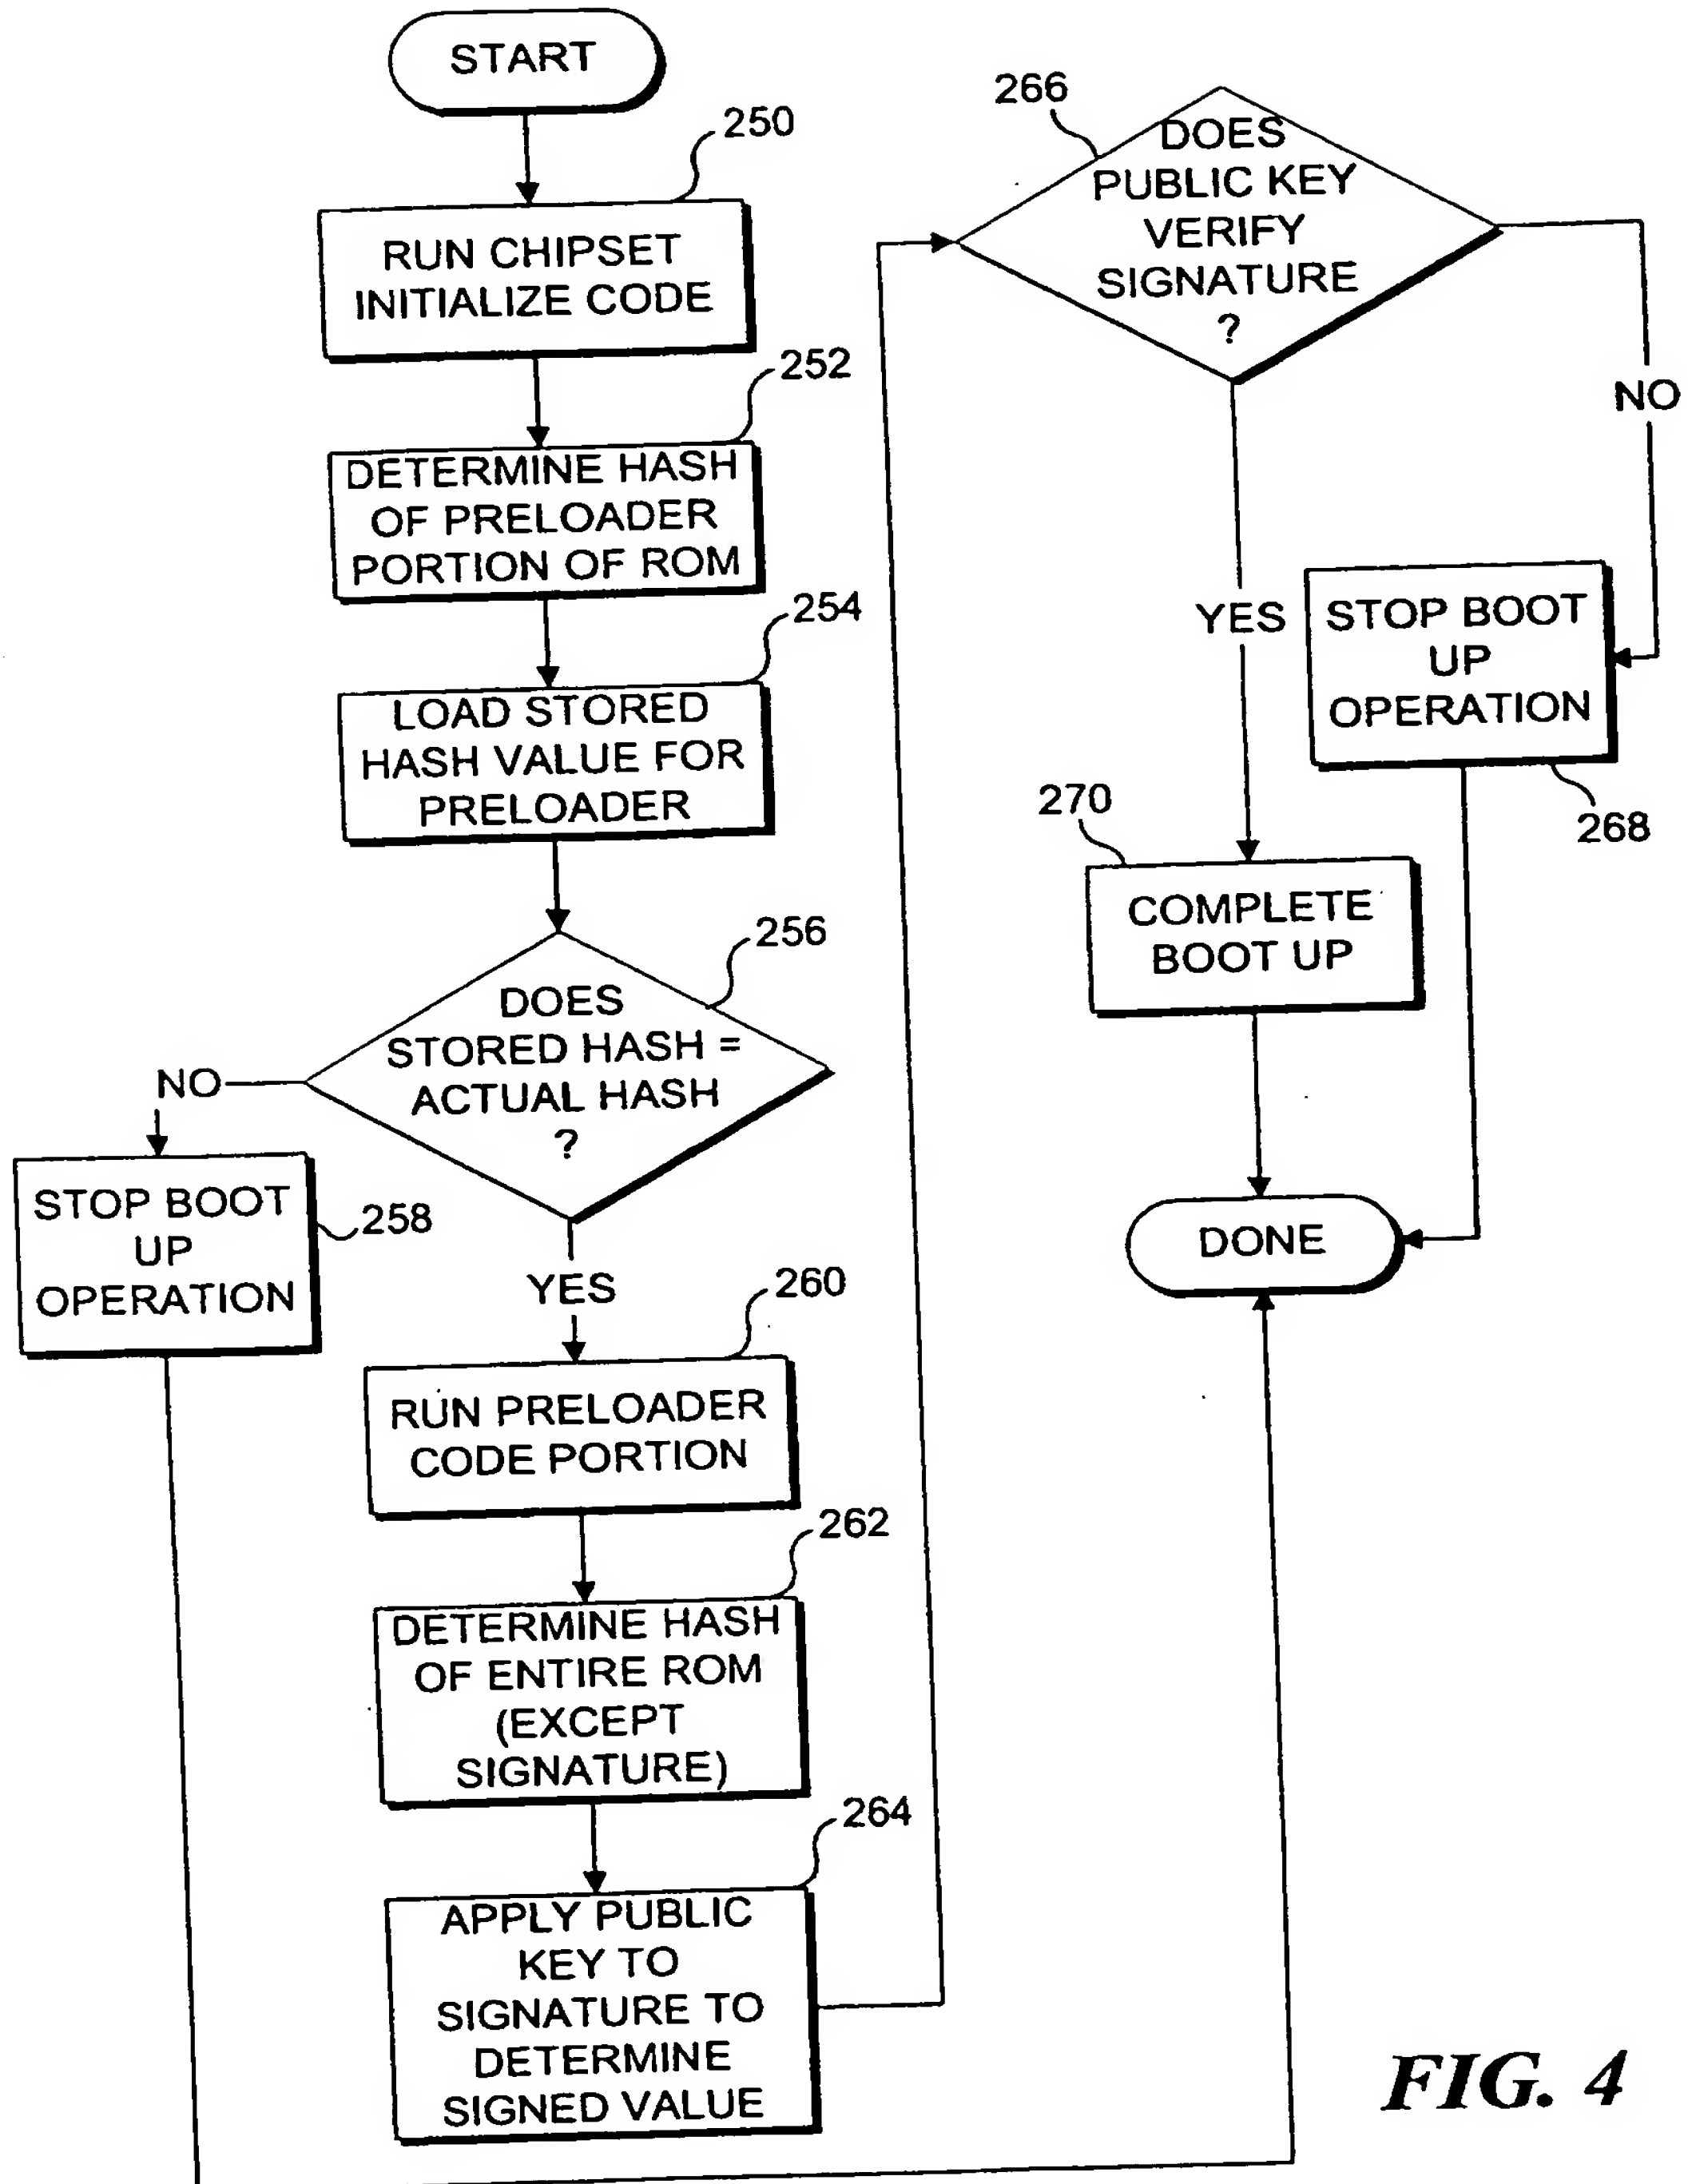 START
250
RUN CHIPSET
INITIALIZE CODE
252
DETERMINE HASH
OF PRELOADER
PORTION OF ROM
254
LOAD STORED
HASH VALUE FOR
PRELOADER
256
DOES
STORED HASH =
ACTUAL HASH
?
NO
STOP BOOT
UP
OPERATION
258
YES
260
RUN PRELOADER
CODE PORTION
262
DETERMINE HASH
OF ENTIRE ROM
(EXCEPT
SIGNATURE)
264
APPLY PUBLIC
KEY TO
SIGNATURE TO
DETERMINE
SIGNED VALUE
266
DOES
PUBLIC KEY
VERIFY
SIGNATURE
?
NO
YES
STOP BOOT
UP
OPERATION
268
270
COMPLETE
BOOT UP
DONE
FIG. 4